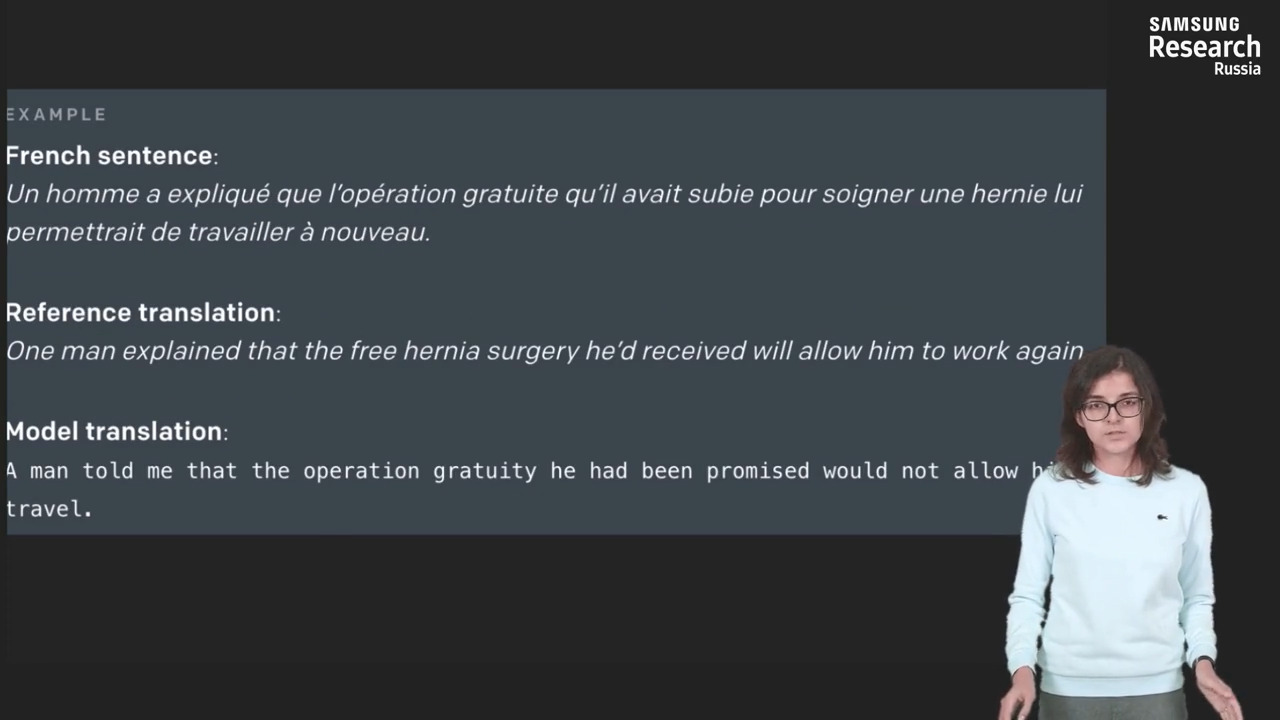 SAMSUNG
Research
Russia
EXAMPLE
French sentence:
Un homme a expliqué que l'opération gratuite qu'il avait subie pour soigner une hernie lui
permettrait de travailler à nouveau.
Reference translation:
One man explained that the free hernia surgery he'd received will allow him to work again
Model translation:
A man told me that the operation gratuity he had been promised would not allow
travel.